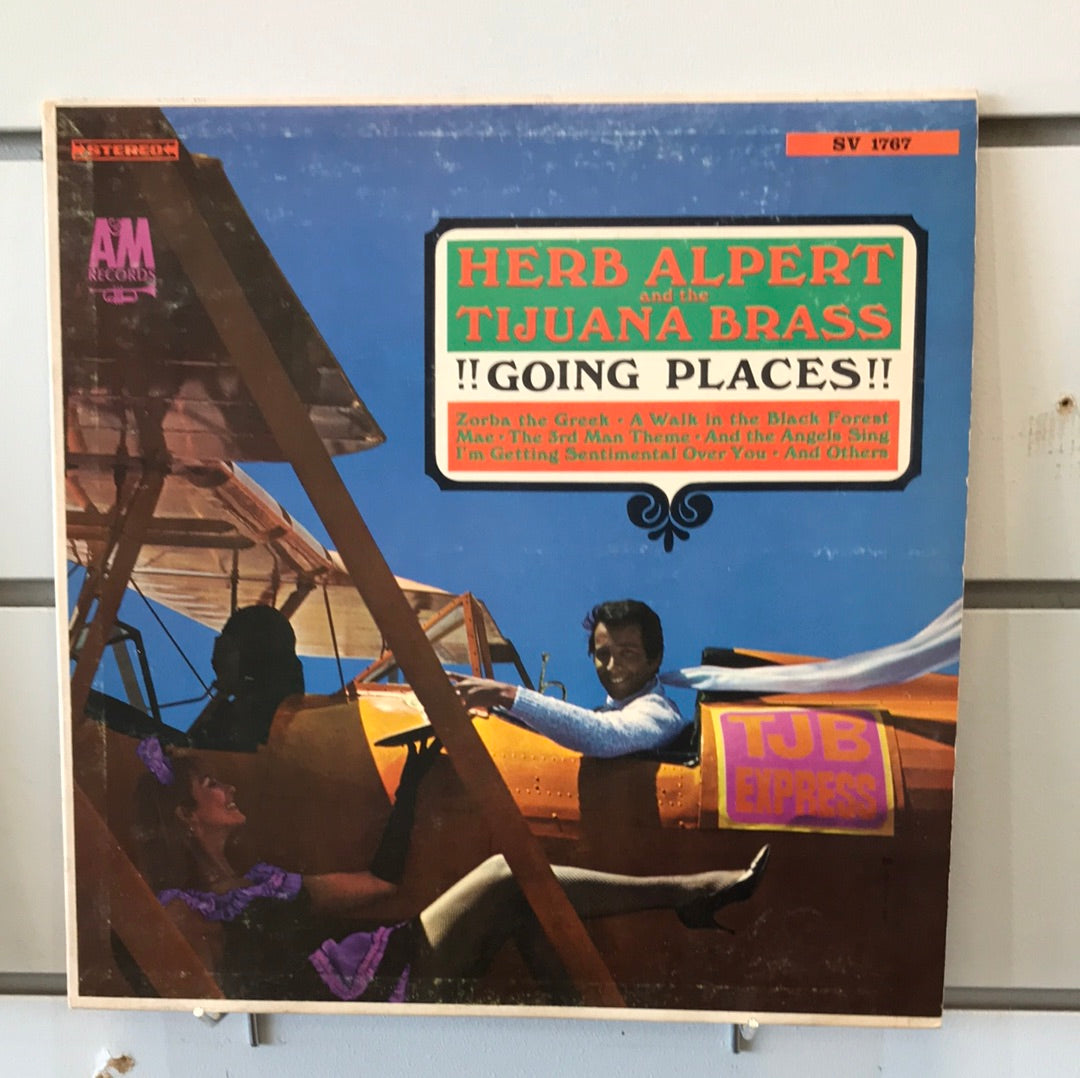 STEREO
SV 1767
A&M
RECORDS
HERB ALPERT
and the
TIJUANA BRASS
!!GOING PLACES!!
Zorba the Greek • A Walk in the Black Forest
Mae • The 3rd Man Theme • And the Angels Sing
I'm Getting Sentimental Over You • And Others
TJB
EXPRESS